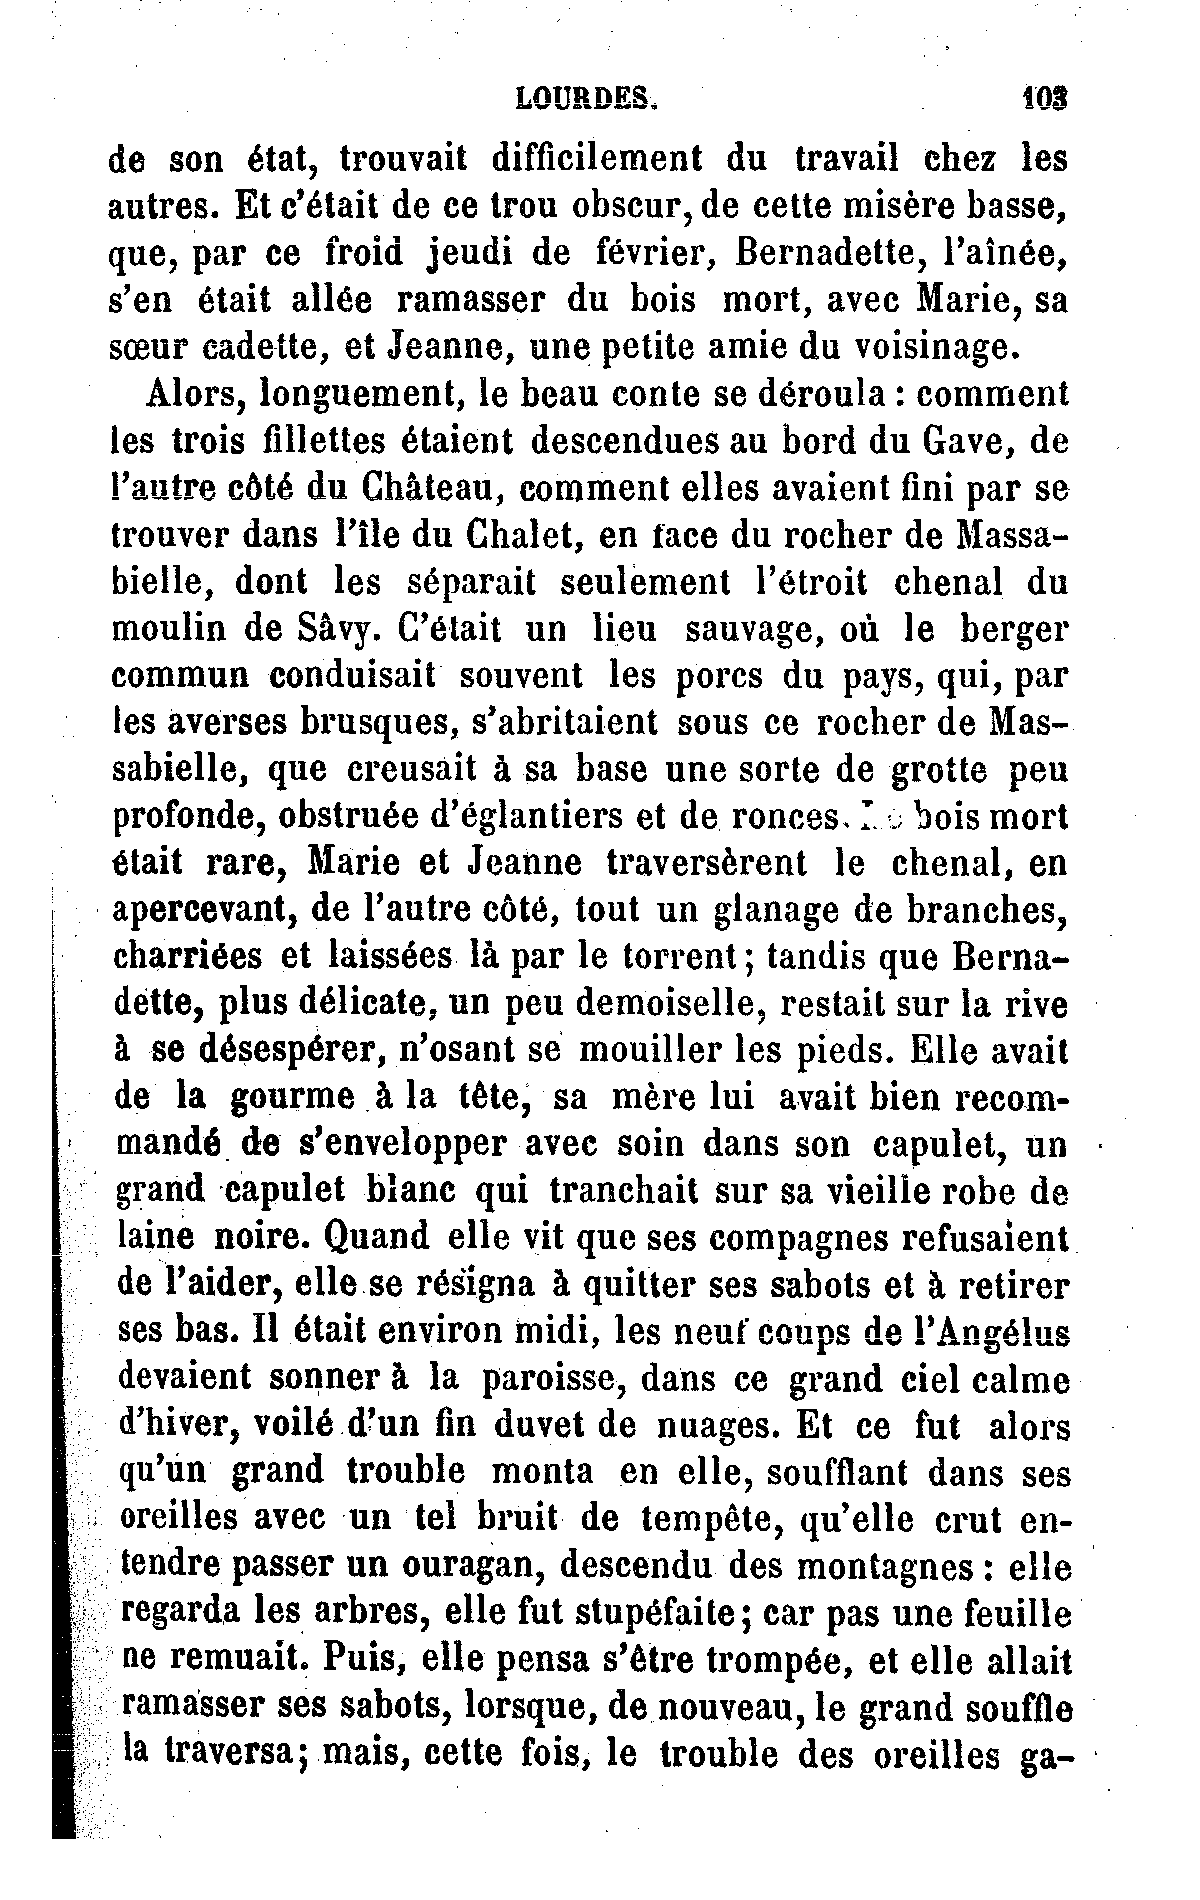 LOURDES. 103
de son état, trouvait difficilement du travail chez les
autres. Et c'était de ce trou obscur, de cette misère basse,
que, par ce froid jeudi de février, Bernadette, l'aînée,
s'en était allée ramasser du bois mort, avec Marie, sa
sœur cadette, et Jeanne, une petite amie du voisinage.
Alors, longuement, le beau conte se déroula : comment
les trois fillettes étaient descendues au bord du Gave, de
l'autre côté du Château, comment elles avaient fini par se
trouver dans l'île du Chalet, en face du rocher de Massa-
bielle, dont les séparait seulement l'étroit chenal du
moulin de Sâvy. C'était un lieu sauvage, où le berger
commun conduisait souvent les porcs du pays, qui, par
les averses brusques, s'abritaient sous ce rocher de Mas-
sabielle, que creusait à sa base une sorte de grotte peu
profonde, obstruée d'églantiers et de ronces. Le bois mort
était rare, Marie et Jeanne traversèrent le chenal, en
apercevant, de l'autre côté, tout un glanage de branches,
charriées et laissées là par le torrent ; tandis que Berna-
dette, plus délicate, un peu demoiselle, restait sur la rive
à se désespérer, n'osant se mouiller les pieds. Elle avait
de la gourme à la tête, sa mère lui avait bien recom-
mandé de s'envelopper avec soin dans son capulet, un
grand capulet blanc qui tranchait sur sa vieille robe de
laine noire. Quand elle vit que ses compagnes refusaient
de l'aider, elle se résigna à quitter ses sabots et à retirer
ses bas. Il était environ midi, les neuf coups de l'Angélus
devaient sonner à la paroisse, dans ce grand ciel calme
d'hiver, voilé d'un fin duvet de nuages. Et ce fut alors
qu'un grand trouble monta en elle, soufflant dans ses
oreilles avec un tel bruit de tempête, qu'elle crut en-
tendre passer un ouragan, descendu des montagnes : elle
regarda les arbres, elle fut stupéfaite ; car pas une feuille
ne remuait. Puis, elle pensa s'être trompée, et elle allait
ramasser ses sabots, lorsque, de nouveau, le grand souffle
la traversa ; mais, cette fois, le trouble des oreilles ga-